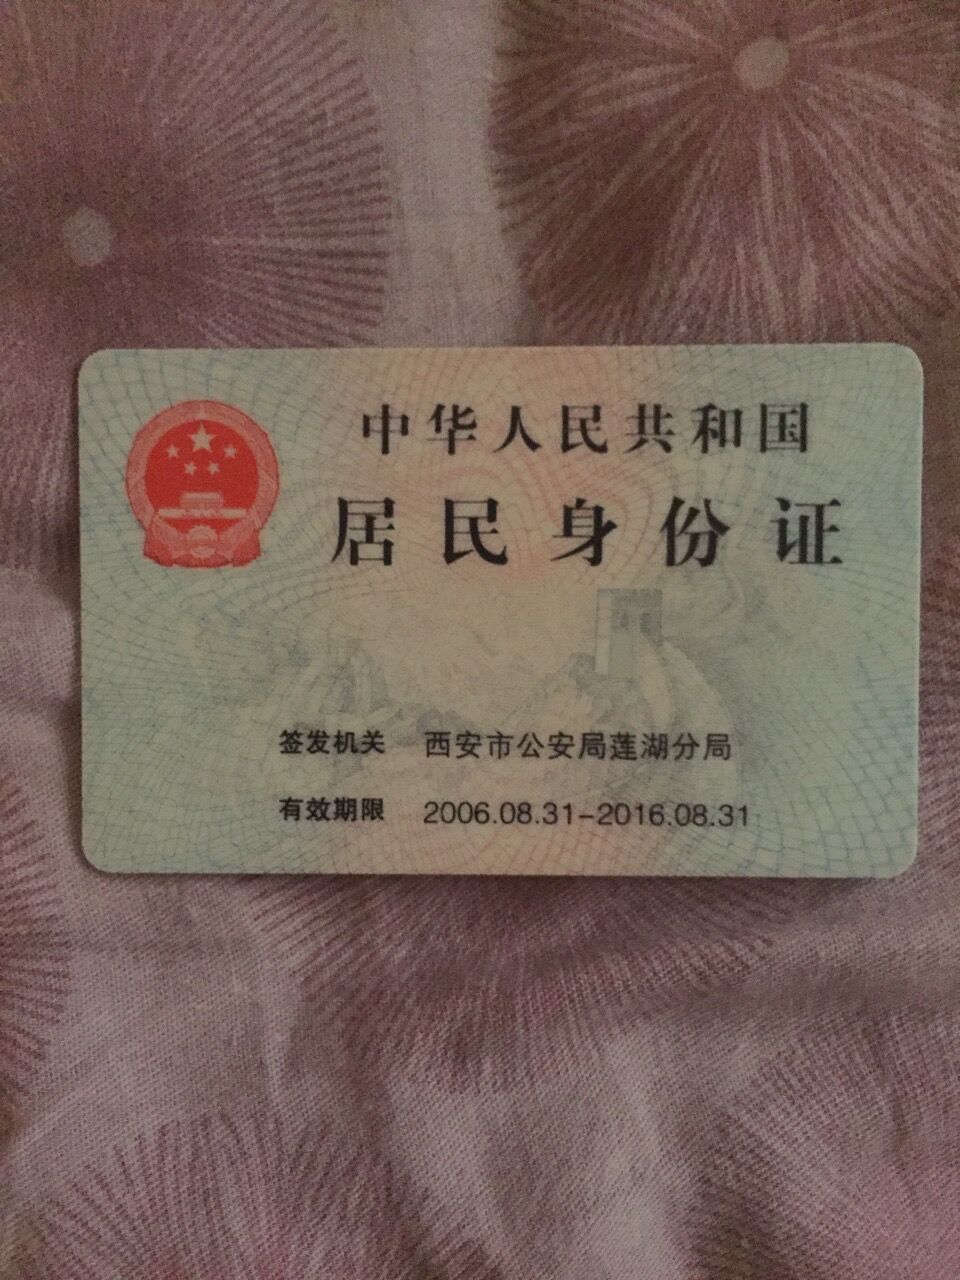 中华人民共和国
居民身份证
签发机关 西安市公安局莲湖分局
有效期限 2006.08.31-2016.08.31